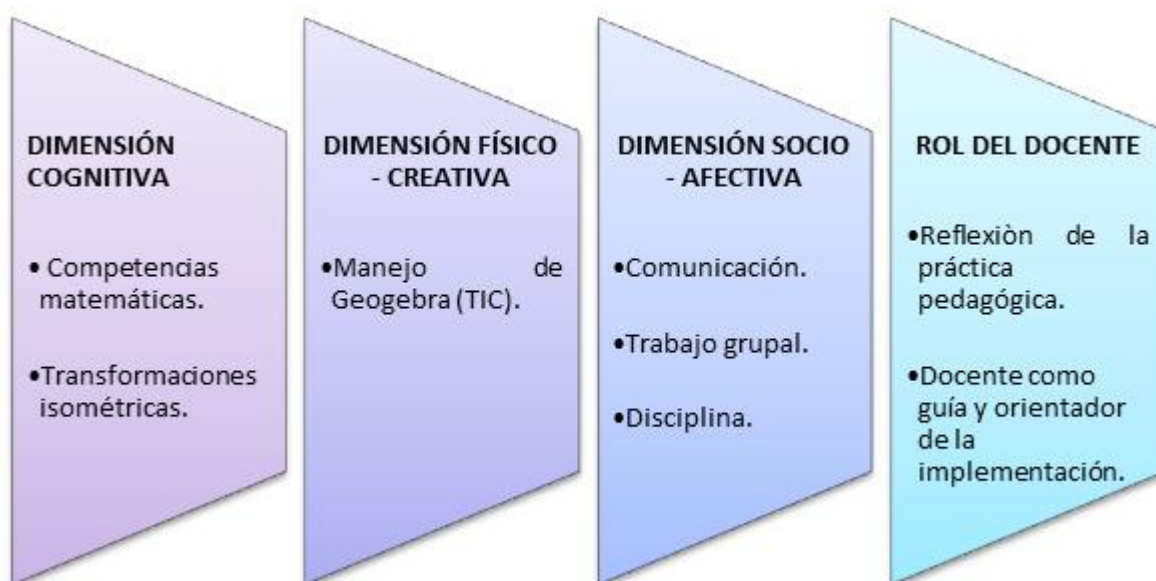 DIMENSIÓN
COGNITIVA
• Competencias
matemáticas.
•Transformaciones
isométricas.
DIMENSIÓN FÍSICO
- CREATIVA
•Manejo de
Geogebra (TIC).
DIMENSIÓN SOCIO
- AFECTIVA
•Comunicación.
•Trabajo grupal.
•Disciplina.
ROL DEL DOCENTE
•Reflexiòn de la
práctica
pedagógica.
•Docente como
guía y orientador
de la
implementación.